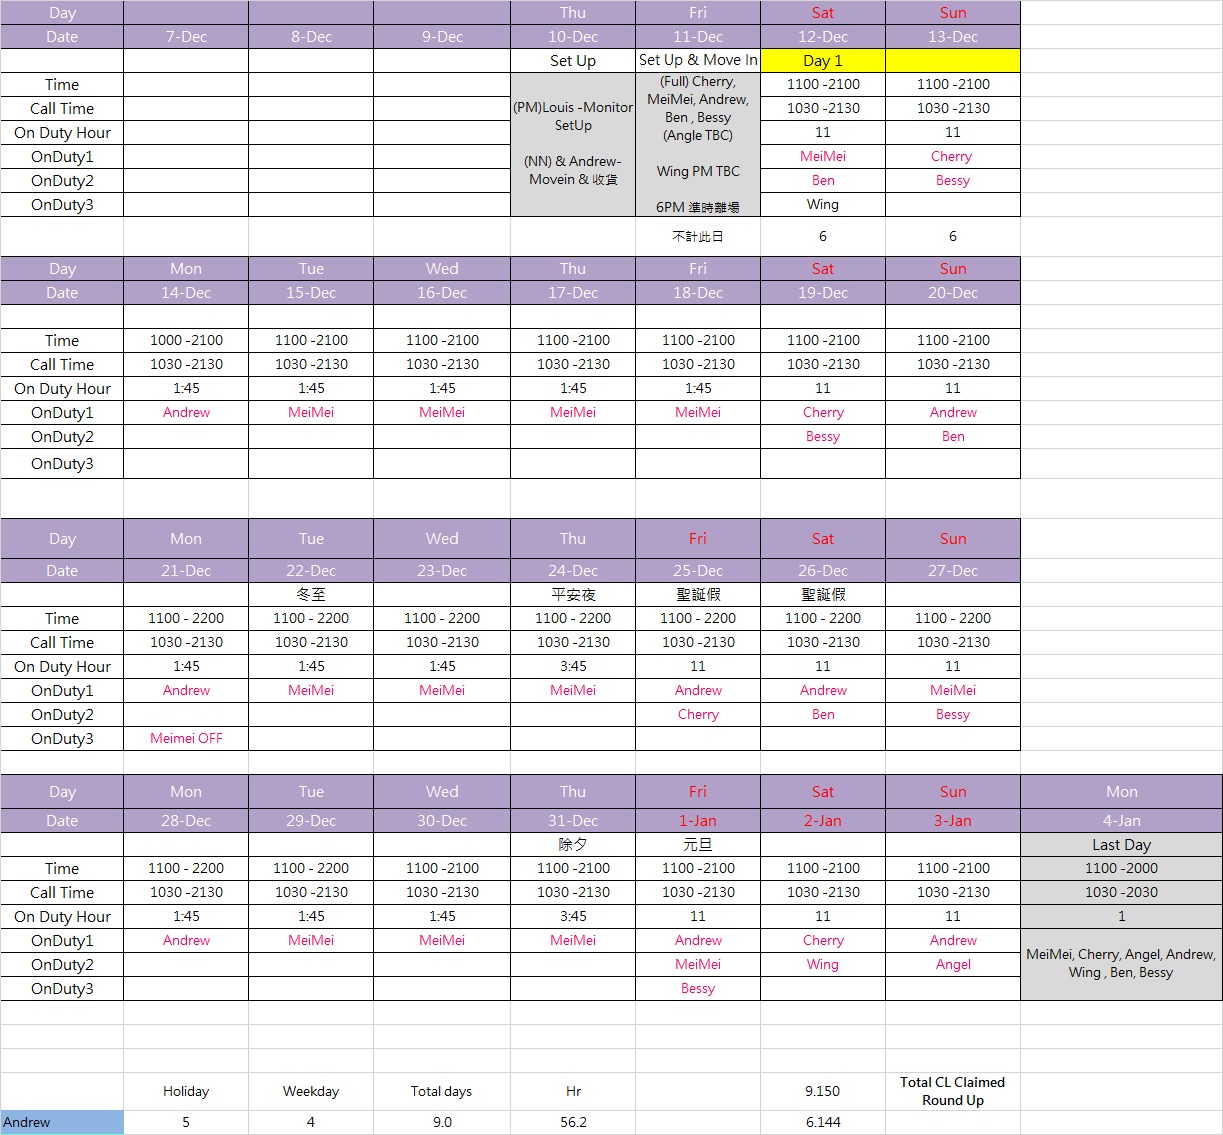 Day Thu Fri Sat Sun
Date 7-Dec 8-Dec 9-Dec 10-Dec 11-Dec 12-Dec 13-Dec
Set Up Set Up & Move In Day 1
Time 1100 -2100 1100 -2100
Call Time 1030 -2130 1030 -2130
On Duty Hour 11 11
OnDuty1 MeiMei Cherry
OnDuty2 Ben Bessy
OnDuty3 Wing
(PM)Louis -Monitor
SetUp
(NN) & Andrew-
Movein & 收貨
(Full) Cherry,
MeiMei, Andrew,
Ben , Bessy
(Angle TBC)
Wing PM TBC
6PM 準時離場
不計此日 6 6
Day Mon Tue Wed Thu Fri Sat Sun
Date 14-Dec 15-Dec 16-Dec 17-Dec 18-Dec 19-Dec 20-Dec
Time 1000 -2100 1100 -2100 1100 -2100 1100 -2100 1100 -2100 1100 -2100 1100 -2100
Call Time 1030 -2130 1030 -2130 1030 -2130 1030 -2130 1030 -2130 1030 -2130 1030 -2130
On Duty Hour 1:45 1:45 1:45 1:45 1:45 11 11
OnDuty1 Andrew MeiMei MeiMei MeiMei MeiMei Cherry Andrew
OnDuty2 Bessy Ben
OnDuty3
Day Mon Tue Wed Thu Fri Sat Sun
Date 21-Dec 22-Dec 23-Dec 24-Dec 25-Dec 26-Dec 27-Dec
冬至 平安夜 聖誕假 聖誕假
Time 1100 - 2200 1100 - 2200 1100 - 2200 1100 - 2200 1100 - 2200 1100 - 2200 1100 - 2200
Call Time 1030 -2130 1030 -2130 1030 -2130 1030 -2130 1030 -2130 1030 -2130 1030 -2130
On Duty Hour 1:45 1:45 1:45 3:45 11 11 11
OnDuty1 Andrew MeiMei MeiMei MeiMei Andrew Andrew MeiMei
OnDuty2 Cherry Ben Bessy
OnDuty3 Meimei OFF
Day Mon Tue Wed Thu Fri Sat Sun Mon
Date 28-Dec 29-Dec 30-Dec 31-Dec 1-Jan 2-Jan 3-Jan 4-Jan
除夕 元旦 Last Day
Time 1100 - 2200 1100 - 2200 1100 -2100 1100 -2100 1100 -2100 1100 -2100 1100 -2100 1100 -2000
Call Time 1030 -2130 1030 -2130 1030 -2130 1030 -2130 1030 -2130 1030 -2130 1030 -2130 1030 -2030
On Duty Hour 1:45 1:45 1:45 3:45 11 11 11 1
OnDuty1 Andrew MeiMei MeiMei MeiMei Andrew Cherry Andrew
OnDuty2 MeiMei Wing Angel
OnDuty3 Bessy
MeiMei, Cherry, Angel, Andrew,
Wing , Ben, Bessy
Holiday Weekday Total days Hr 9.150 Total CL Claimed
Round Up
Andrew 5 4 9.0 56.2 6.144